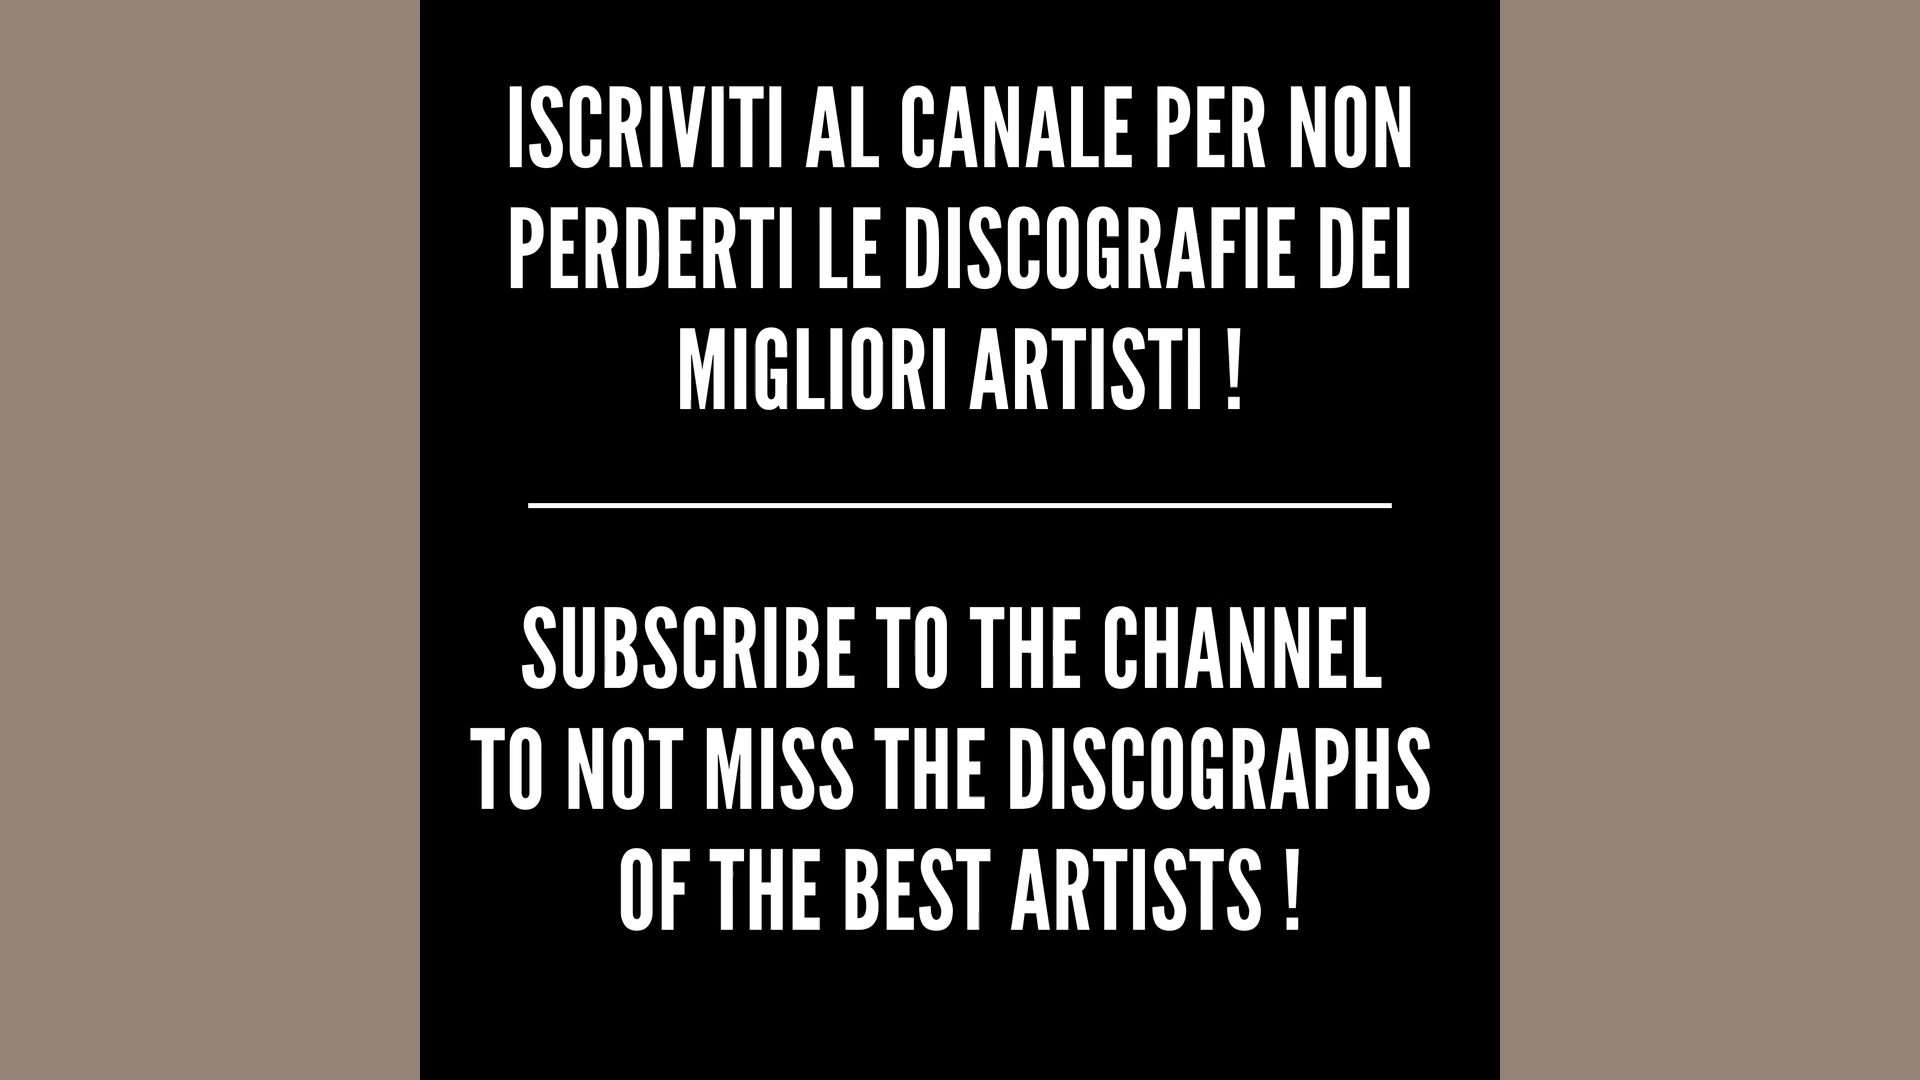 ISCRIVITI AL CANALE PER NON
PERDERTI LE DISCOGRAFIE DEI
MIGLIORI ARTISTI !
SUBSCRIBE TO THE CHANNEL
TO NOT MISS THE DISCOGRAPHS
OF THE BEST ARTISTS !